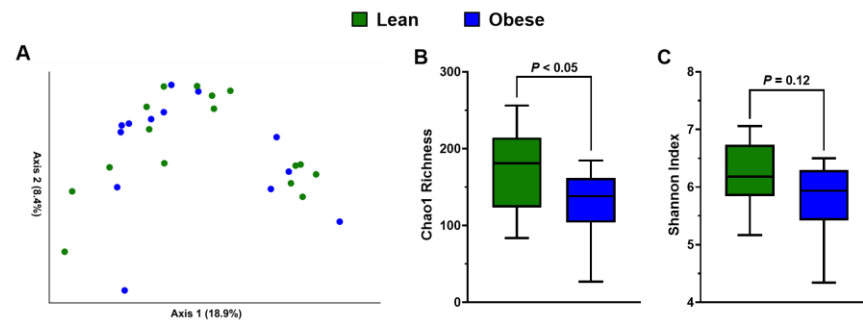 Lean Obese
A
Axis 2 (8.4%)
Axis 1 (18.9%)
B
P < 0.05
Chao1 Richness
300
200
100
0
C
P = 0.12
Shannon Index
8
7
6
5
4